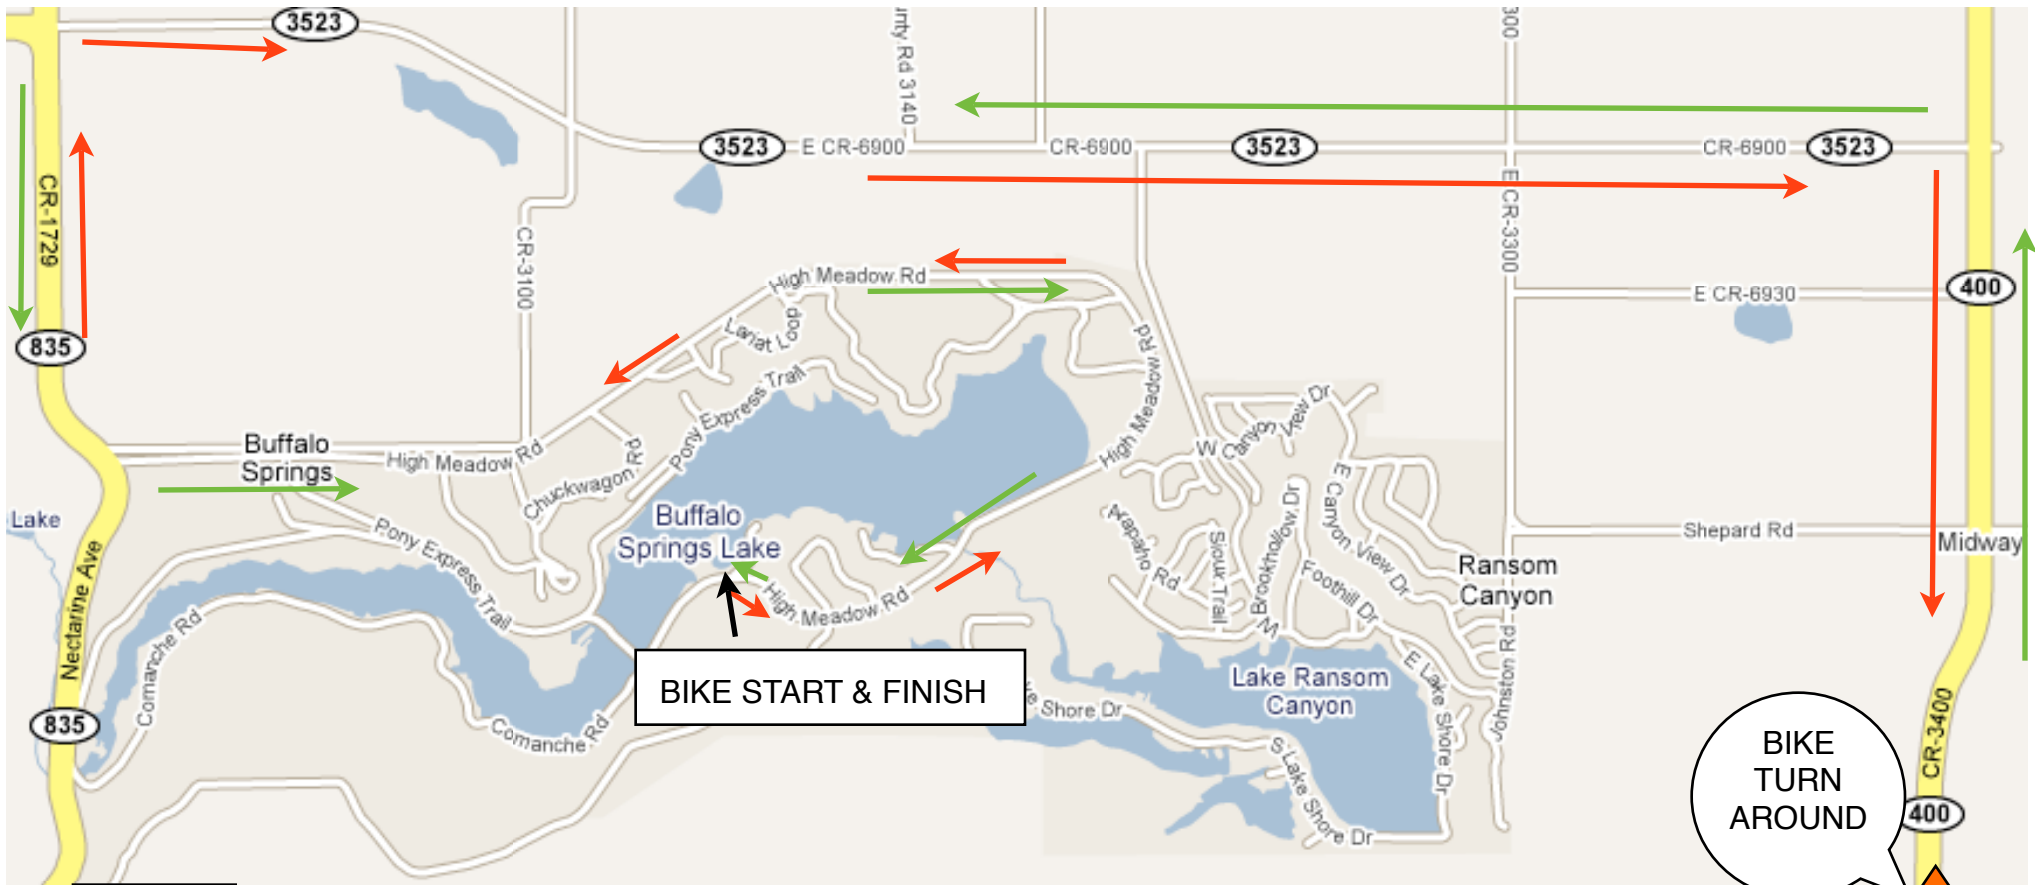 3523
unty Rd 3140
300
3523
E CR-6900
CR-6900
3523
CR-6900
3523
CR-1729
CR-3100
E CR-3300
High Meadow Rd
E CR-6930
400
835
Lariat Loop
High Meadow Rd
Pony Express Trail
Buffalo
Springs
High Meadow Rd
Chuckwagon Rd
W Canyon View Dr
E Canyon View Dr
Lake
Buffalo
Springs Lake
Pony Express Trail
Nectarine Ave
Comanche Rd
High Meadow Rd
Arapaho Rd
Sioux Trail
W Brookhollow Dr
Foothill Dr
Ransom
Canyon
Shepard Rd
Midway
BIKE START & FINISH
835
Comanche Rd
ke Shore Dr
Lake Ransom
Canyon
E Lake Shore Dr
Johnston Rd
S Lake Shore Dr
CR-3400
BIKE
TURN
AROUND
400